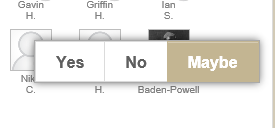 Gavin Griffin Ian
H. H. S.
Yes No Maybe
Nik
C. H. Baden-Powell